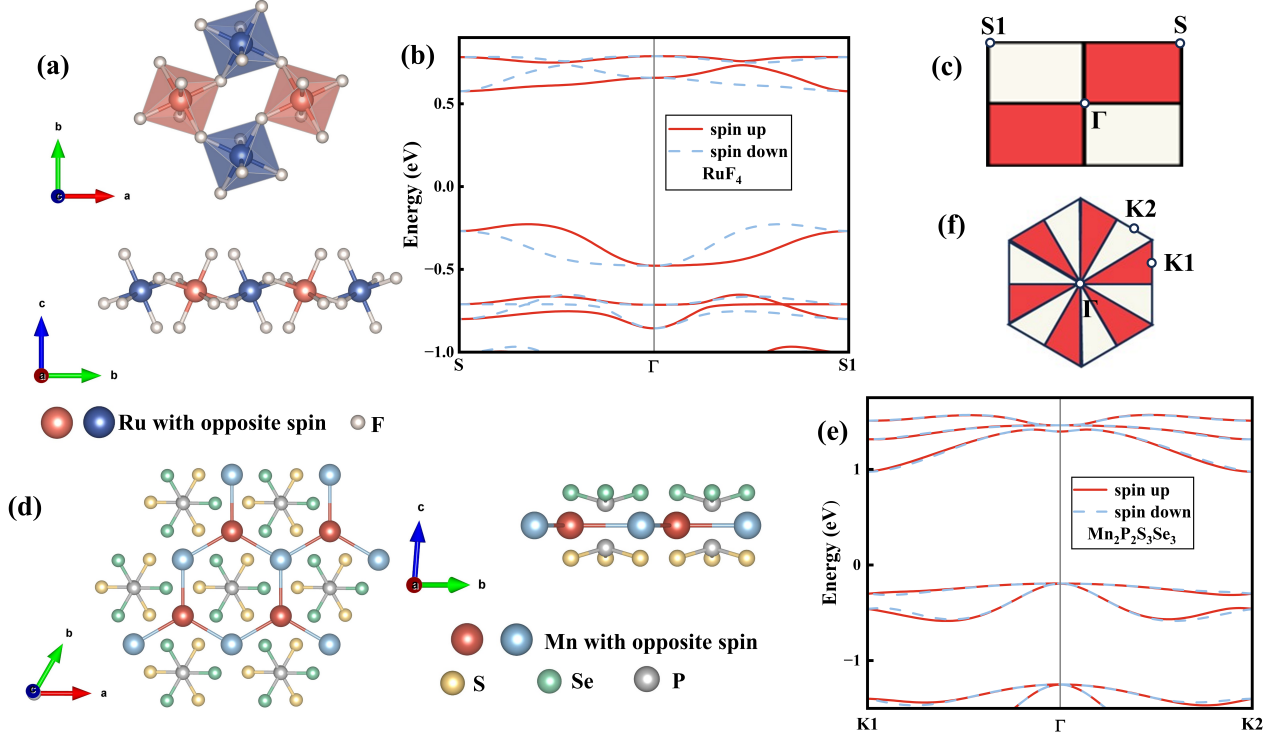 (a)
b
a
c
a
b
Ru with opposite spin
F
(b)
Energy (eV)
0.5
0.0
−0.5
−1.0
S
Γ
S1
spin up
spin down
RuF₄
(c)
S1
S
Γ
(f)
K2
K1
Γ
(d)
b
c
a
c
a
b
Mn with opposite spin
S
Se
P
(e)
Energy (eV)
1
0
−1
K1
Γ
K2
spin up
spin down
Mn₂P₂S₃Se₃